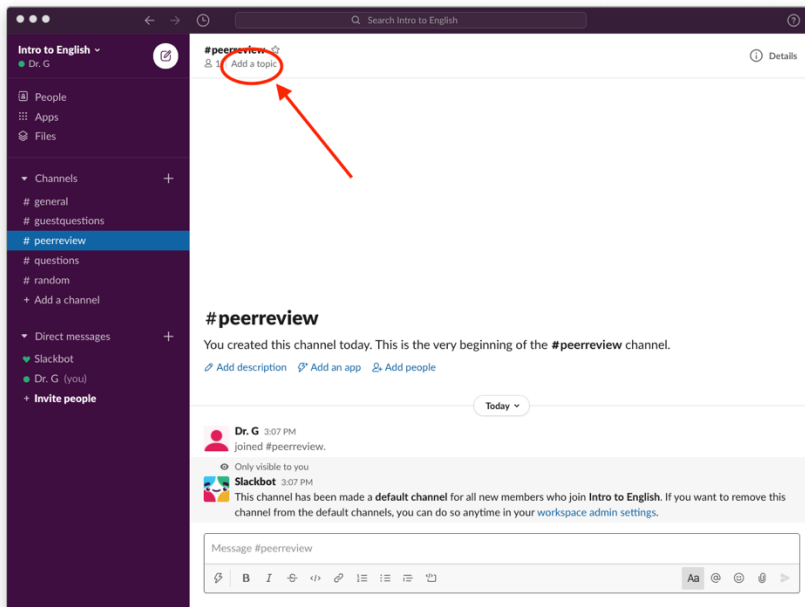 Search Intro to English
Intro to English
Dr. G
People
Apps
Files
Channels
# general
# guestquestions
# peerreview
# questions
# random
+ Add a channel
Direct messages
Slackbot
Dr. G (you)
+ Invite people
#peerreview
1 Add a topic
Details
#peerreview
You created this channel today. This is the very beginning of the #peerreview channel.
Add description Add an app Add people
Today
Dr. G 3:07 PM
joined #peerreview.
Only visible to you
Slackbot 3:07 PM
This channel has been made a default channel for all new members who join Intro to English. If you want to remove this
channel from the default channels, you can do so anytime in your workspace admin settings.
Message #peerreview
B I S </> Aa @